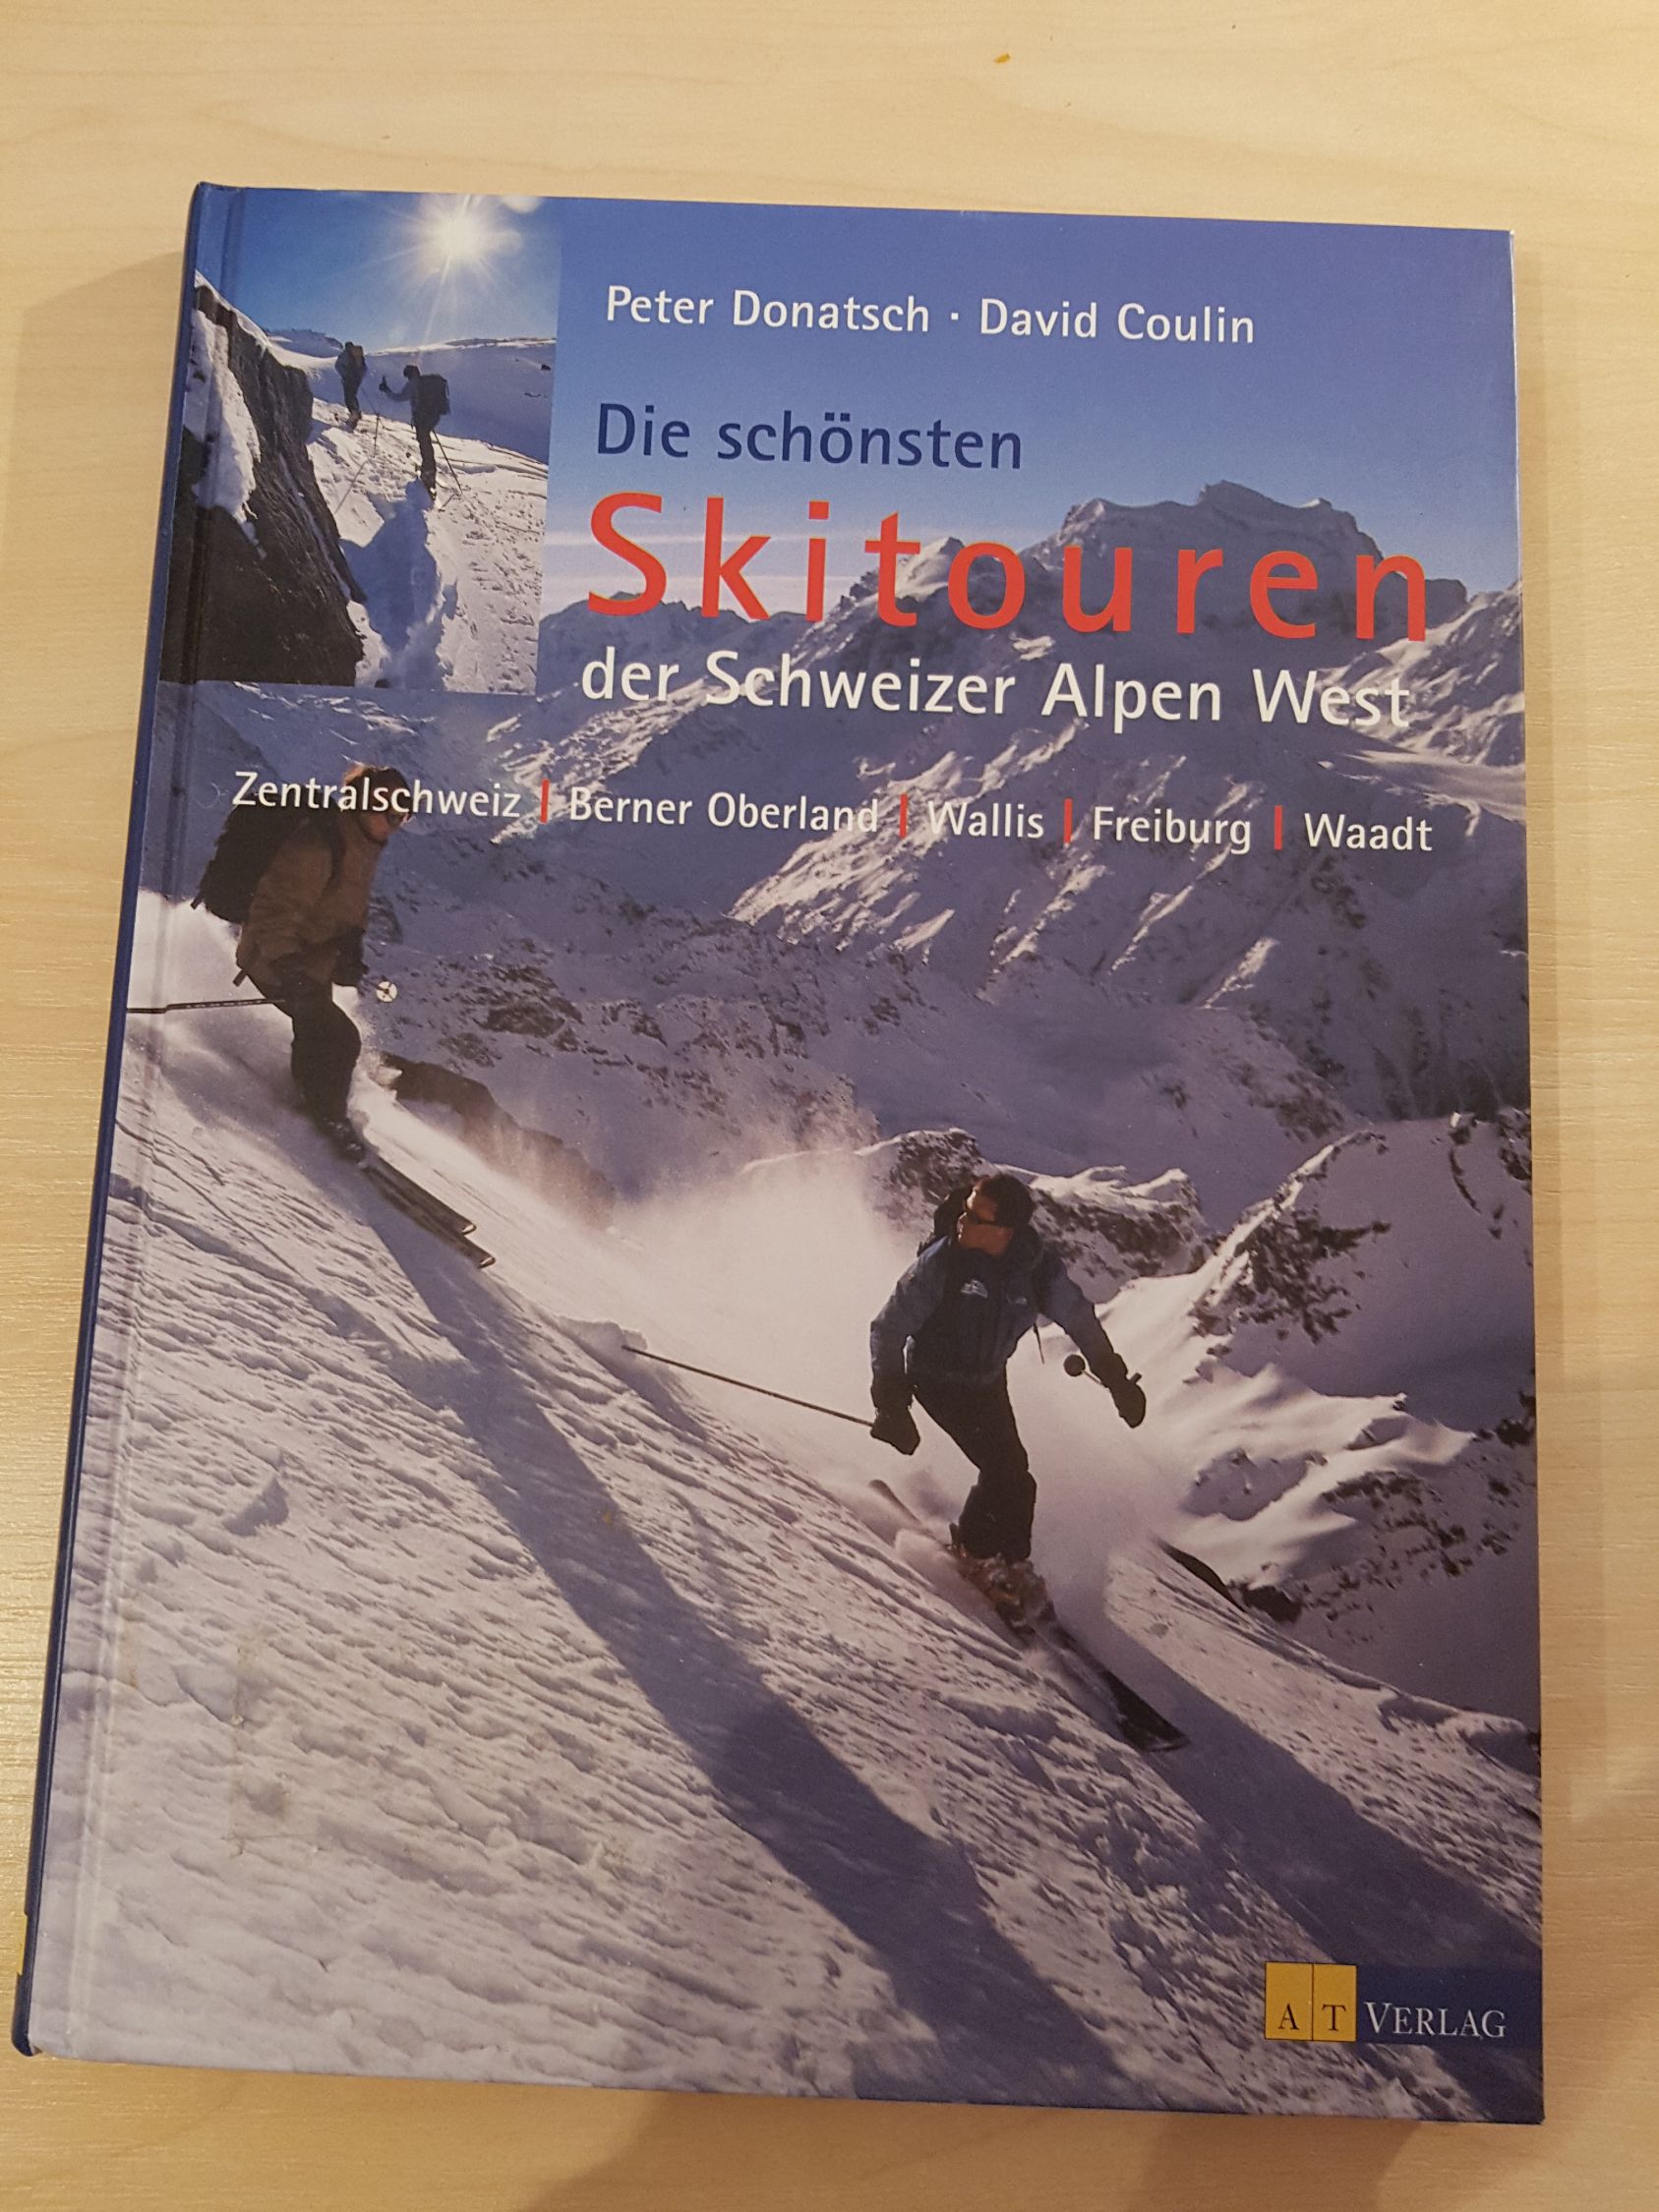 Peter Donatsch · David Coulin
Die schönsten
Skitouren
der Schweizer Alpen West
Zentralschweiz | Berner Oberland | Wallis | Freiburg | Waadt
AT VERLAG